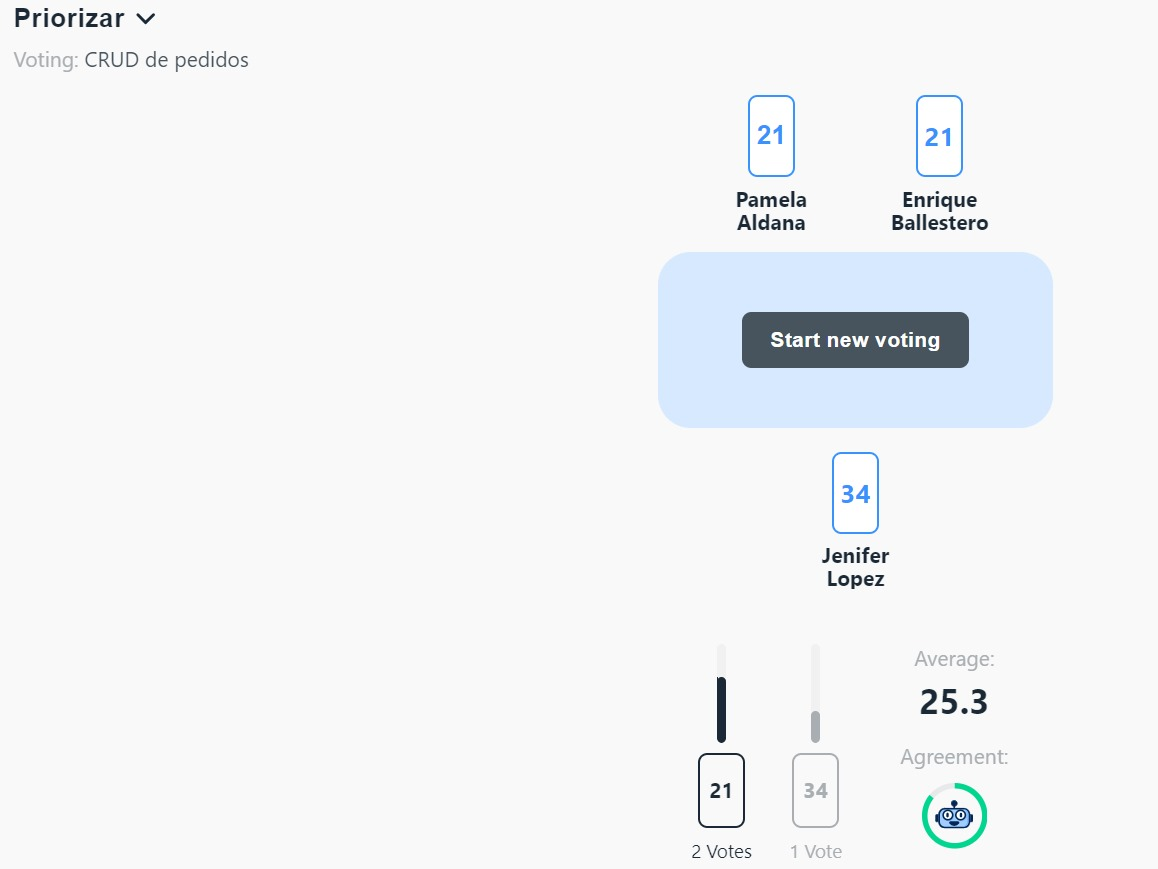 Priorizar
Voting: CRUD de pedidos
21
21
Pamela
Aldana
Enrique
Ballestero
Start new voting
34
Jenifer
Lopez
Average:
25.3
Agreement:
21
34
2 Votes
1 Vote